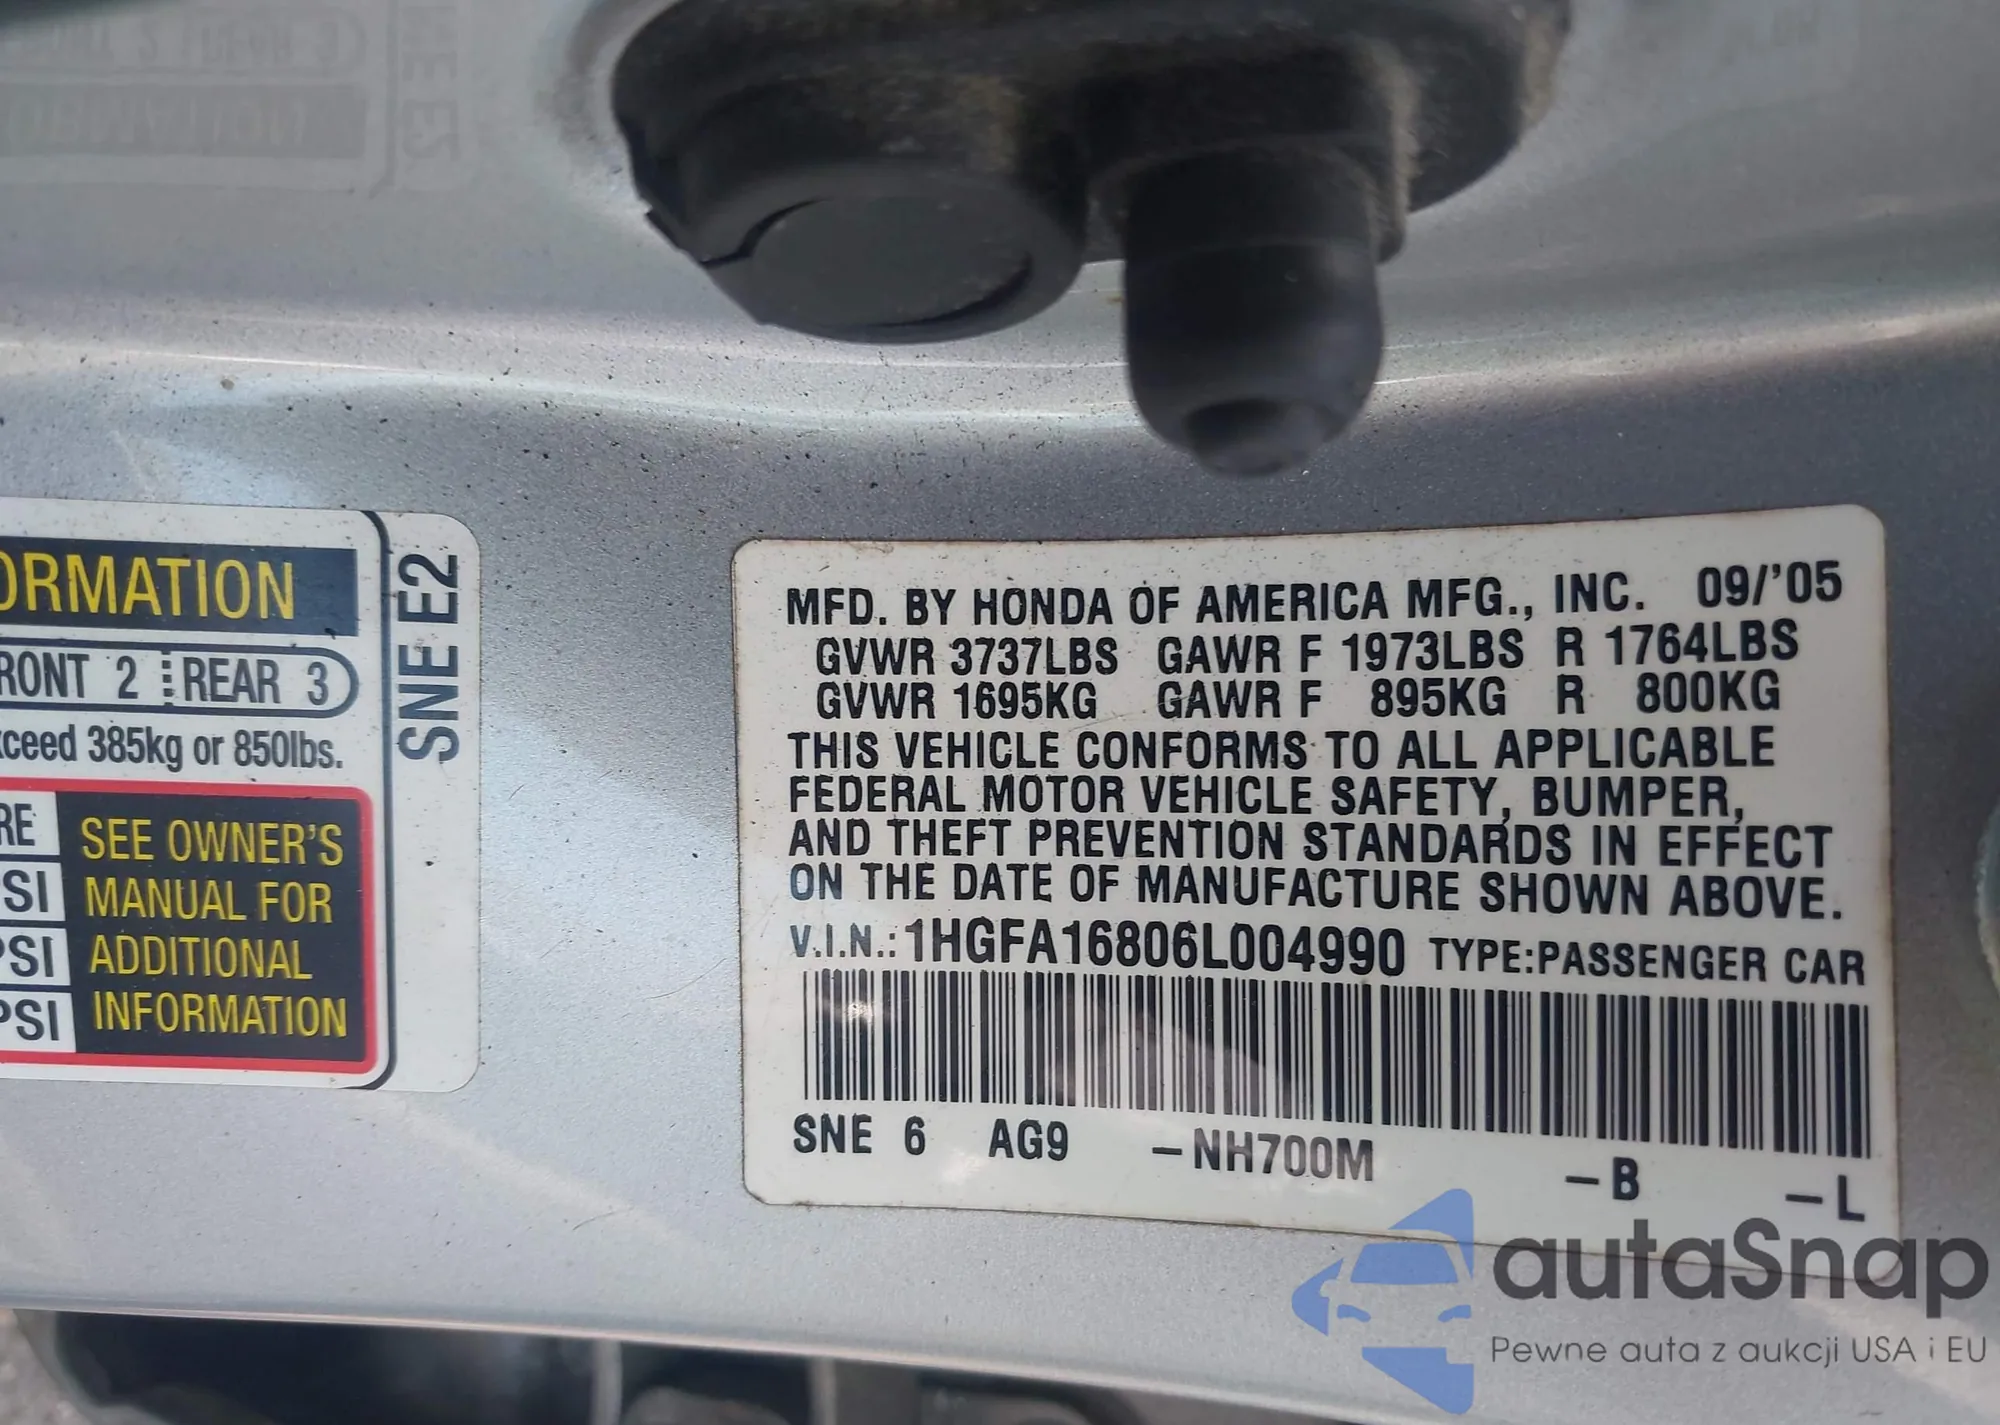 ORMATION
RONT 2 REAR 3
xceed 385kg or 850lbs.
RE
SI
PSI
PSI
SEE OWNER'S
MANUAL FOR
ADDITIONAL
INFORMATION
SNE E2
MFD. BY HONDA OF AMERICA MFG., INC. 09/'05
GVWR 3737LBS GAWR F 1973LBS R 1764LBS
GVWR 1695KG GAWR F 895KG R 800KG
THIS VEHICLE CONFORMS TO ALL APPLICABLE
FEDERAL MOTOR VEHICLE SAFETY, BUMPER,
AND THEFT PREVENTION STANDARDS IN EFFECT
ON THE DATE OF MANUFACTURE SHOWN ABOVE.
V.I.N.: 1HGFA16806L004990 TYPE:PASSENGER CAR
SNE 6 AG9 -NH700M -B -L
autaSnap
Pewne auta z aukcji USA i EU